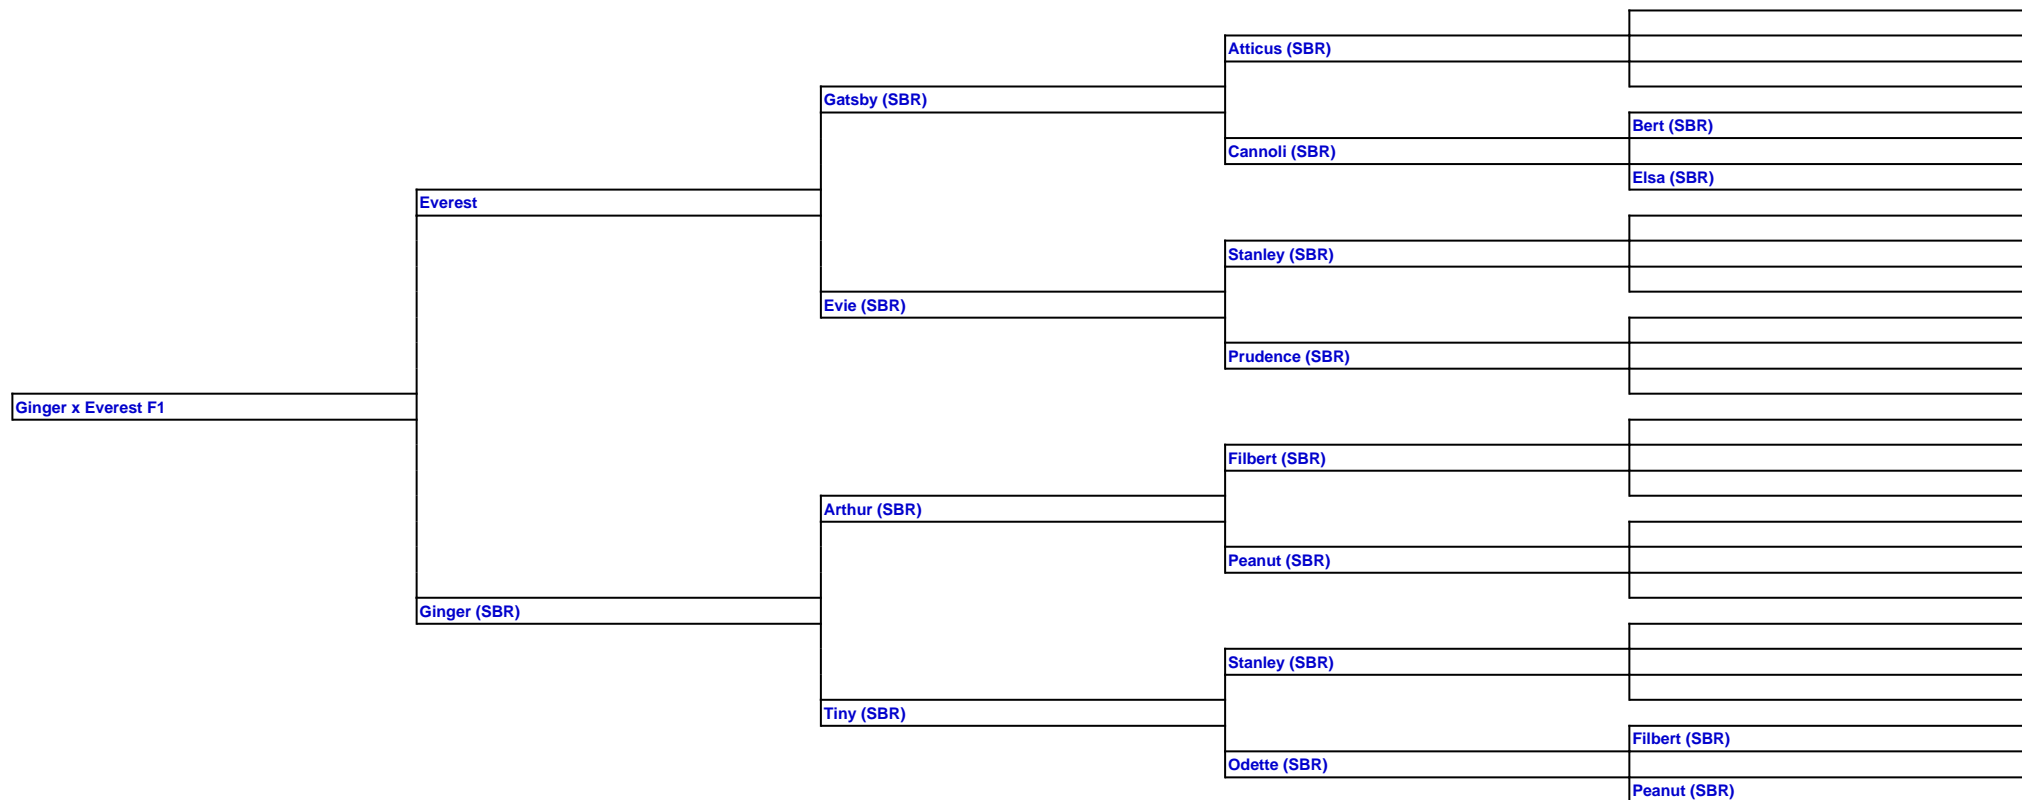 Atticus (SBR)
Gatsby (SBR)
Bert (SBR)
Cannoli (SBR)
Elsa (SBR)
Everest
Stanley (SBR)
Evie (SBR)
Prudence (SBR)
Ginger x Everest F1
Filbert (SBR)
Arthur (SBR)
Peanut (SBR)
Ginger (SBR)
Stanley (SBR)
Tiny (SBR)
Filbert (SBR)
Odette (SBR)
Peanut (SBR)